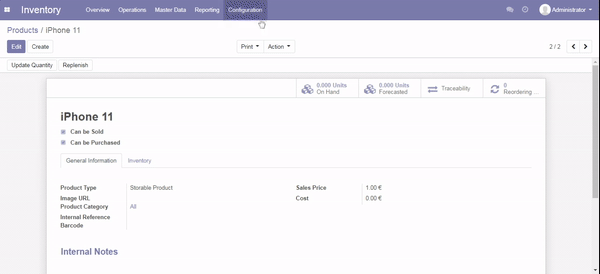 Inventory Overview Operations Master Data Reporting Configuration Administrator
Products / iPhone 11
Edit Create Print Action 2 / 2
Update Quantity Replenish
0.000 Units On Hand
0.000 Units Forecasted
Traceability
0 Reordering ...
iPhone 11
Can be Sold
Can be Purchased
General Information Inventory
Product Type Storable Product Sales Price 1.00 €
Image URL Cost 0.00 €
Product Category All
Internal Reference
Barcode
Internal Notes